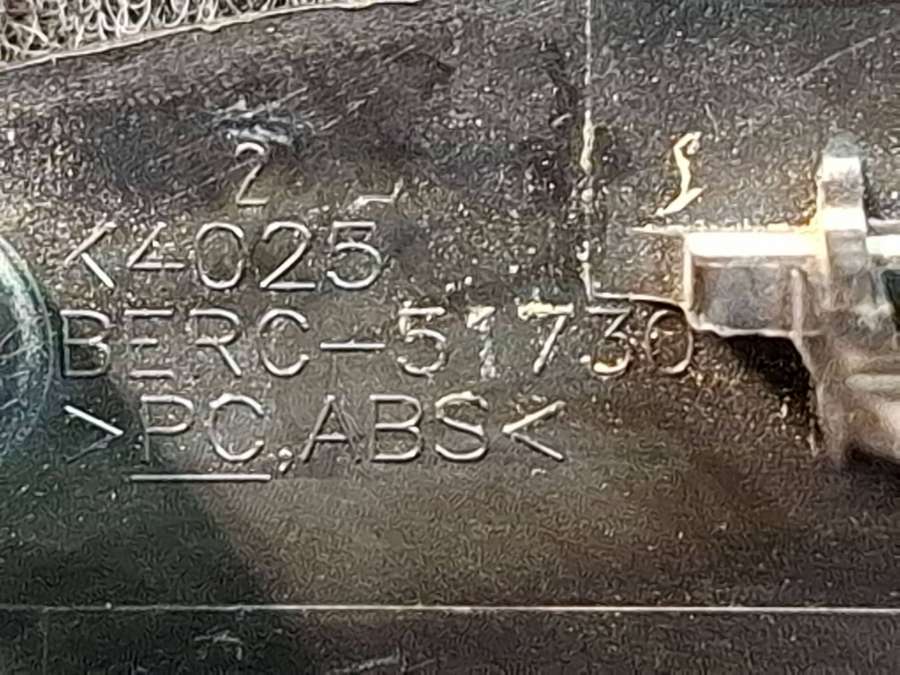 2
K4025
BERC-51730
>PC,ABS<